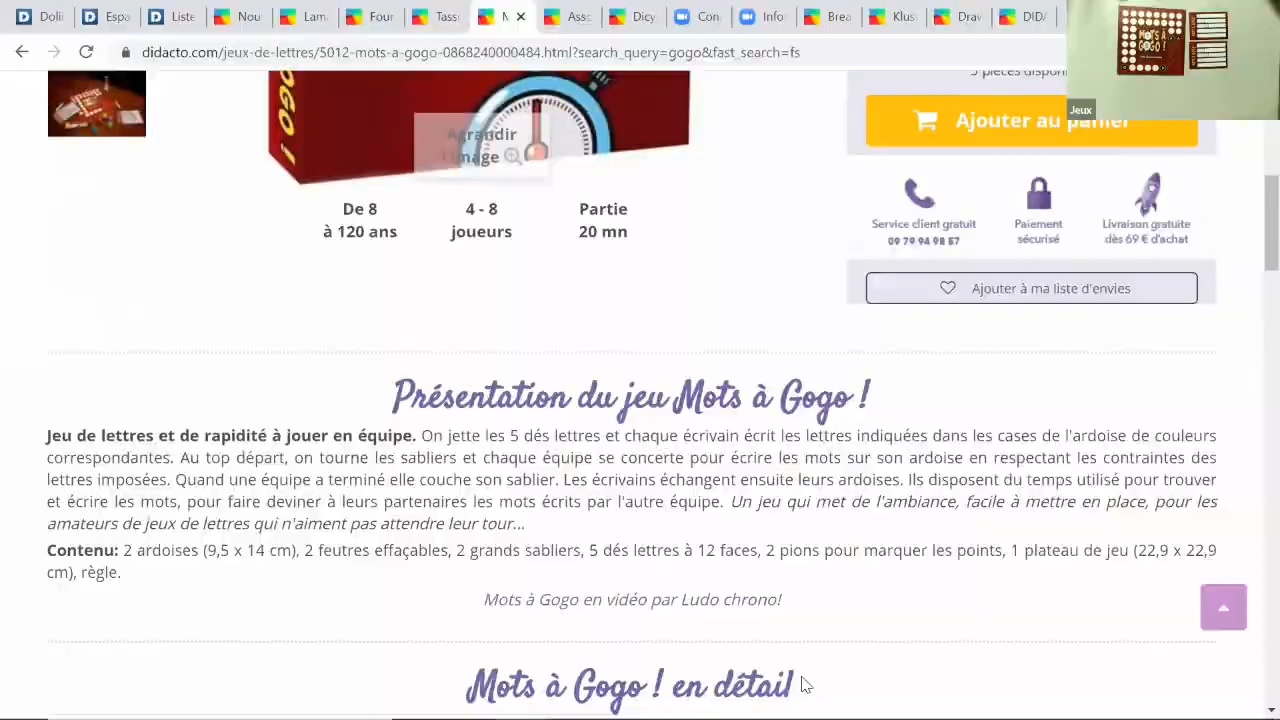 Doli
Espa
Liste
Nou
Lam
Four
Tass
M
Asso
Dicy
Con
Info
Brea
Klus
Drav
DID/
didacto.com/jeux-de-lettres/5012-mots-a-gogo-0868240000484.html?search_query=gogo&fast_search=fs
MOTS À
GOGO !
Jeux
OGO !
Agrandir
l'image
5 pièces disponi
Ajouter au panier
De 8
à 120 ans
4 - 8
joueurs
Partie
20 mn
Service client gratuit
09 79 94 98 57
Paiement
sécurisé
Livraison gratuite
dès 69 € d'achat
Ajouter à ma liste d'envies
Présentation du jeu Mots à Gogo !
Jeu de lettres et de rapidité à jouer en équipe. On jette les 5 dés lettres et chaque écrivain écrit les lettres indiquées dans les cases de l'ardoise de couleurs
correspondantes. Au top départ, on tourne les sabliers et chaque équipe se concerte pour écrire les mots sur son ardoise en respectant les contraintes des
lettres imposées. Quand une équipe a terminé elle couche son sablier. Les écrivains échangent ensuite leurs ardoises. Ils disposent du temps utilisé pour trouver
et écrire les mots, pour faire deviner à leurs partenaires les mots écrits par l'autre équipe. Un jeu qui met de l'ambiance, facile à mettre en place, pour les
amateurs de jeux de lettres qui n'aiment pas attendre leur tour...
Contenu: 2 ardoises (9,5 x 14 cm), 2 feutres effaçables, 2 grands sabliers, 5 dés lettres à 12 faces, 2 pions pour marquer les points, 1 plateau de jeu (22,9 x 22,9
cm), règle.
Mots à Gogo en vidéo par Ludo chrono!
Mots à Gogo ! en détail